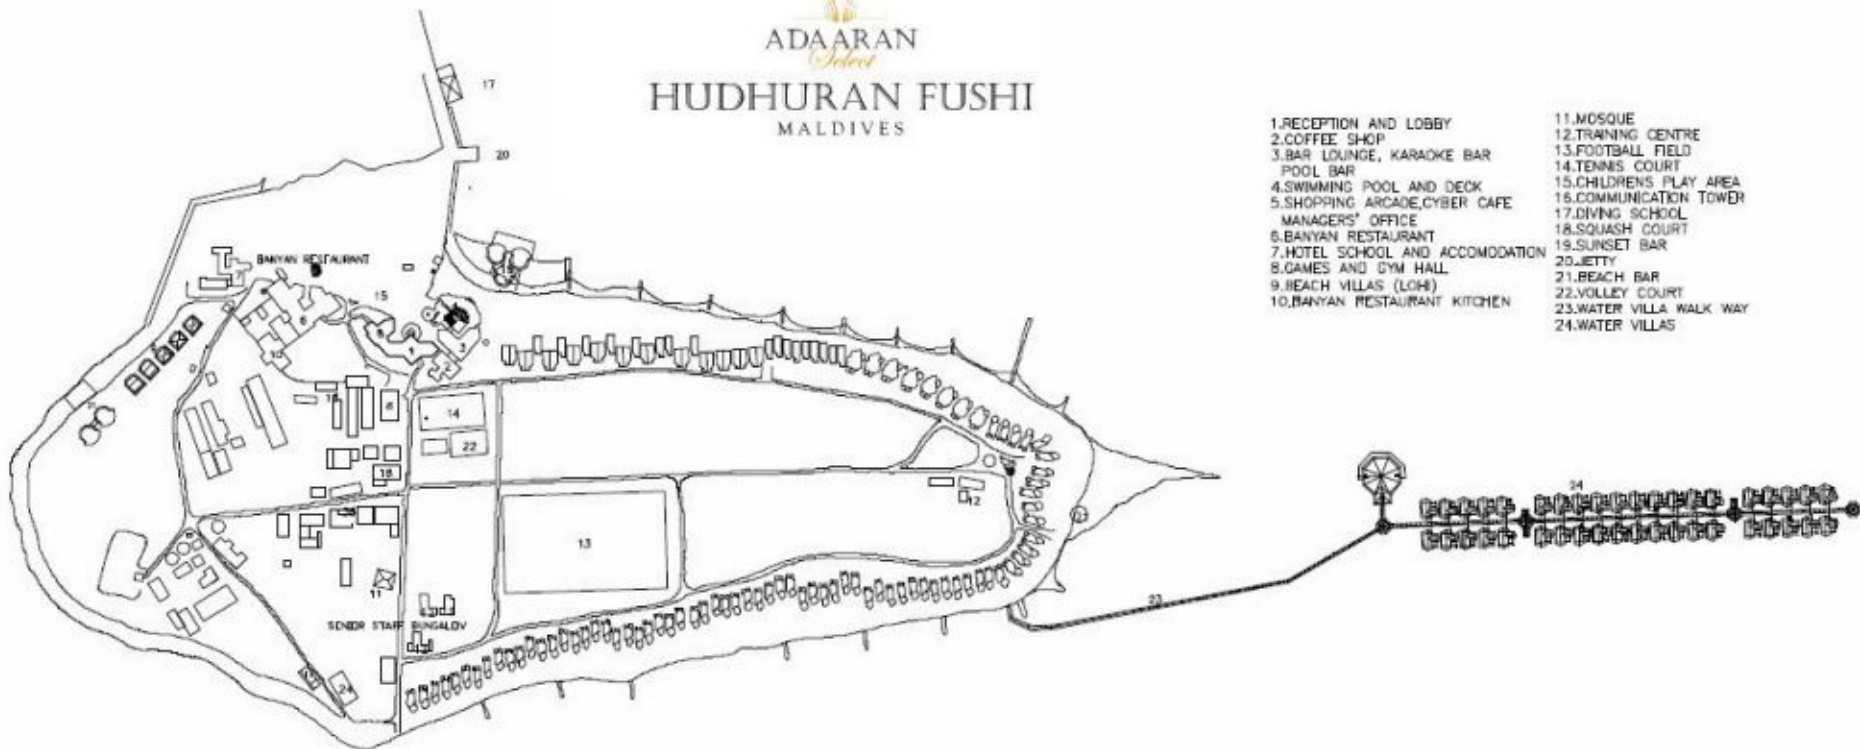 ADAARAN
Select
HUDHURAN FUSHI
MALDIVES
1.RECEPTION AND LOBBY
2.COFFEE SHOP
3.BAR LOUNGE, KARAOKE BAR
POOL BAR
4.SWIMMING POOL AND DECK
5.SHOPPING ARCADE,CYBER CAFE
MANAGERS' OFFICE
6.BANYAN RESTAURANT
7.HOTEL SCHOOL AND ACCOMODATION
8.GAMES AND GYM HALL
9.BEACH VILLAS (LOHI)
10.BANYAN RESTAURANT KITCHEN
11.MOSQUE
12.TRAINING CENTRE
13.FOOTBALL FIELD
14.TENNIS COURT
15.CHILDRENS PLAY AREA
16.COMMUNICATION TOWER
17.DIVING SCHOOL
18.SQUASH COURT
19.SUNSET BAR
20.JETTY
21.BEACH BAR
22.VOLLEY COURT
23.WATER VILLA WALK WAY
24.WATER VILLAS
17
20
BANYAN RESTAURANT
15
6
10
3
14
22
18
12
13
11
SENIOR STAFF BUNGALOV
24
23
24